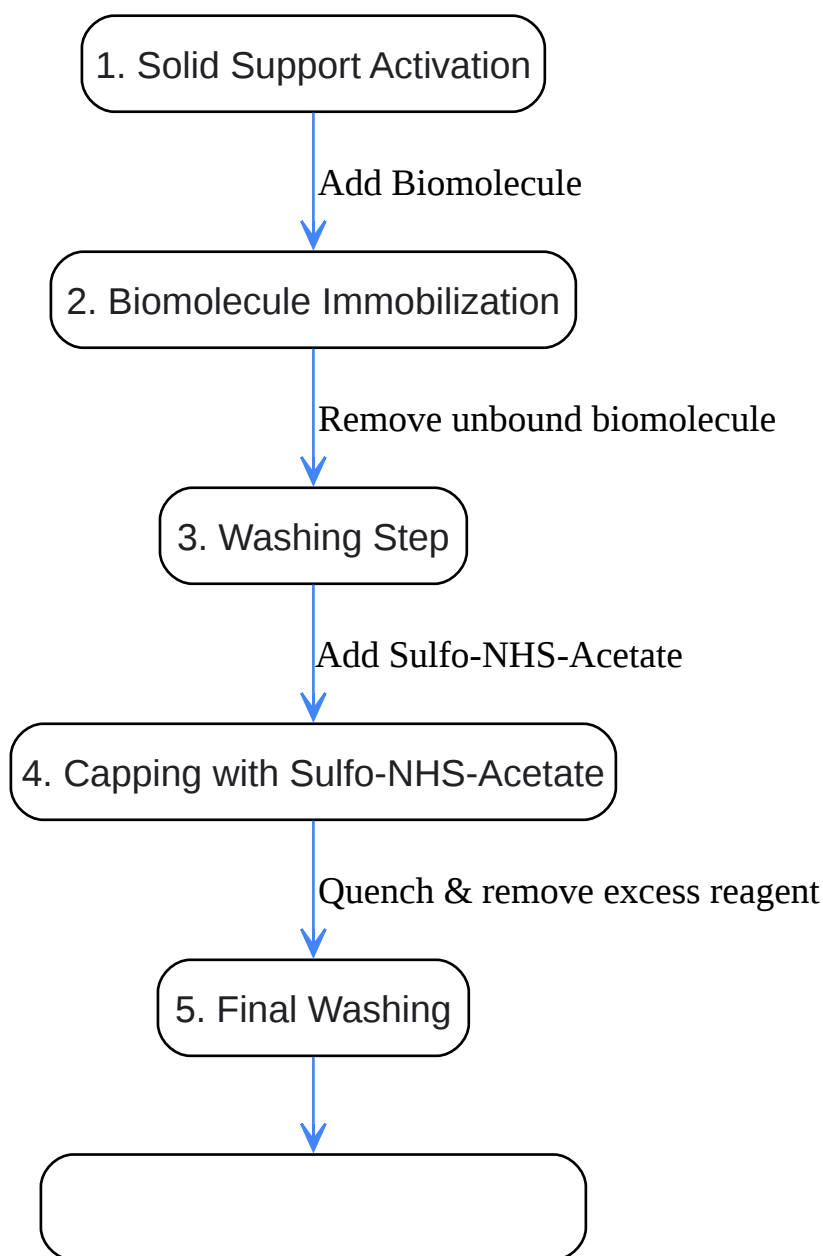 1. Solid Support Activation
Add Biomolecule
2. Biomolecule Immobilization
Remove unbound biomolecule
3. Washing Step
Add Sulfo-NHS-Acetate
4. Capping with Sulfo-NHS-Acetate
Quench & remove excess reagent
5. Final Washing